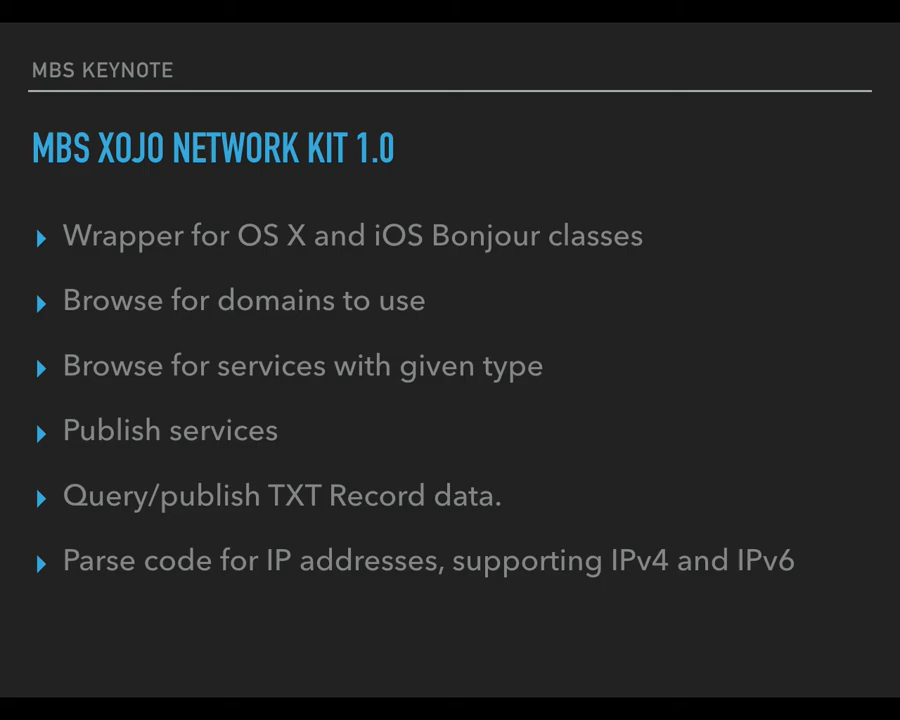 MBS KEYNOTE
MBS XOJO NETWORK KIT 1.0
Wrapper for OS X and iOS Bonjour classes
Browse for domains to use
Browse for services with given type
Publish services
Query/publish TXT Record data.
Parse code for IP addresses, supporting IPv4 and IPv6